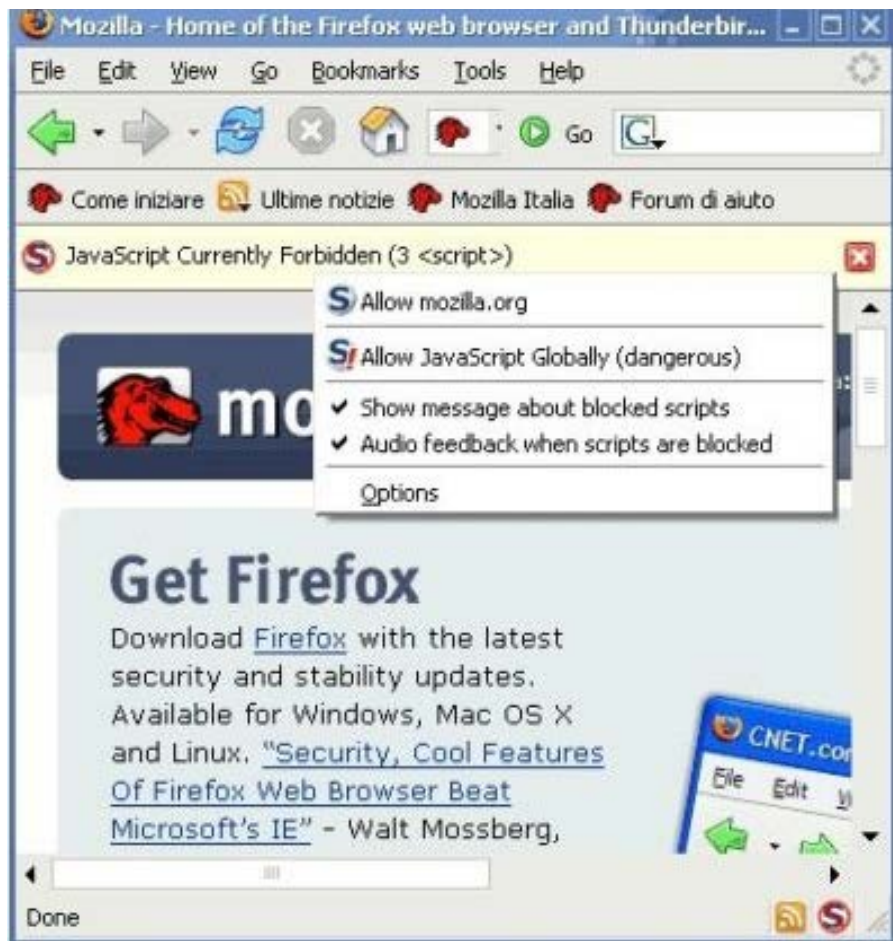 Mozilla - Home of the Firefox web browser and Thunderbir...
File Edit View Go Bookmarks Tools Help
Go G
Come iniziare Ultime notizie Mozilla Italia Forum di aiuto
S JavaScript Currently Forbidden (3 <script>)
S Allow mozilla.org
S! Allow JavaScript Globally (dangerous)
Show message about blocked scripts
Audio feedback when scripts are blocked
Options
mo
Get Firefox
Download Firefox with the latest
security and stability updates.
Available for Windows, Mac OS X
and Linux. "Security, Cool Features
Of Firefox Web Browser Beat
Microsoft's IE" - Walt Mossberg,
CNET.co
File Edit
Done S